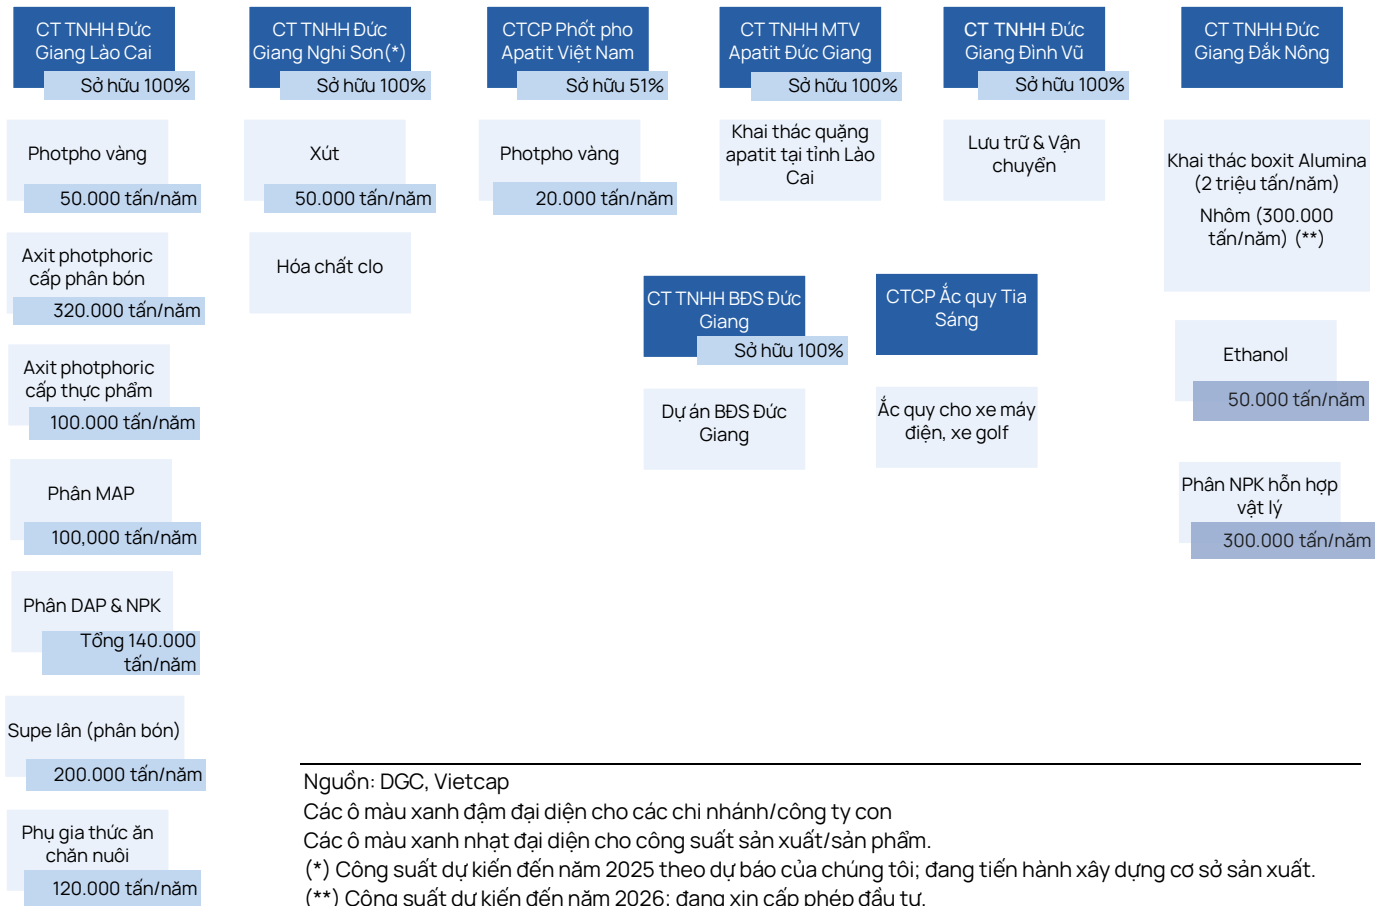 CT TNHH Đức
Giang Lào Cai
Sở hữu 100%
Photpho vàng
50.000 tấn/năm
Axit photphoric
cấp phân bón
320.000 tấn/năm
Axit photphoric
cấp thực phẩm
100.000 tấn/năm
Phân MAP
100,000 tấn/năm
Phân DAP & NPK
Tổng 140.000
tấn/năm
Supe lân (phân bón)
200.000 tấn/năm
Phụ gia thức ăn
chăn nuôi
120.000 tấn/năm
CT TNHH Đức
Giang Nghi Sơn(*)
Sở hữu 100%
Xút
50.000 tấn/năm
Hóa chất clo
CTCP Phốt pho
Apatit Việt Nam
Sở hữu 51%
Photpho vàng
20.000 tấn/năm
CT TNHH MTV
Apatit Đức Giang
Sở hữu 100%
Khai thác quặng
apatit tại tỉnh Lào
Cai
CT TNHH Đức
Giang Đình Vũ
Sở hữu 100%
Lưu trữ & Vận
chuyển
CT TNHH BĐS Đức
Giang
Sở hữu 100%
Dự án BĐS Đức
Giang
CTCP Ắc quy Tia
Sáng
Ắc quy cho xe máy
điện, xe golf
CT TNHH Đức
Giang Đắk Nông
Khai thác boxit Alumina
(2 triệu tấn/năm)
Nhôm (300.000
tấn/năm) (**)
Ethanol
50.000 tấn/năm
Phân NPK hỗn hợp
vật lý
300.000 tấn/năm
Nguồn: DGC, Vietcap
Các ô màu xanh đậm đại diện cho các chi nhánh/công ty con
Các ô màu xanh nhạt đại diện cho công suất sản xuất/sản phẩm.
(*) Công suất dự kiến đến năm 2025 theo dự báo của chúng tôi; đang tiến hành xây dựng cơ sở sản xuất.
(**) Công suất dự kiến đến năm 2026; đang xin cấp phép đầu tư.